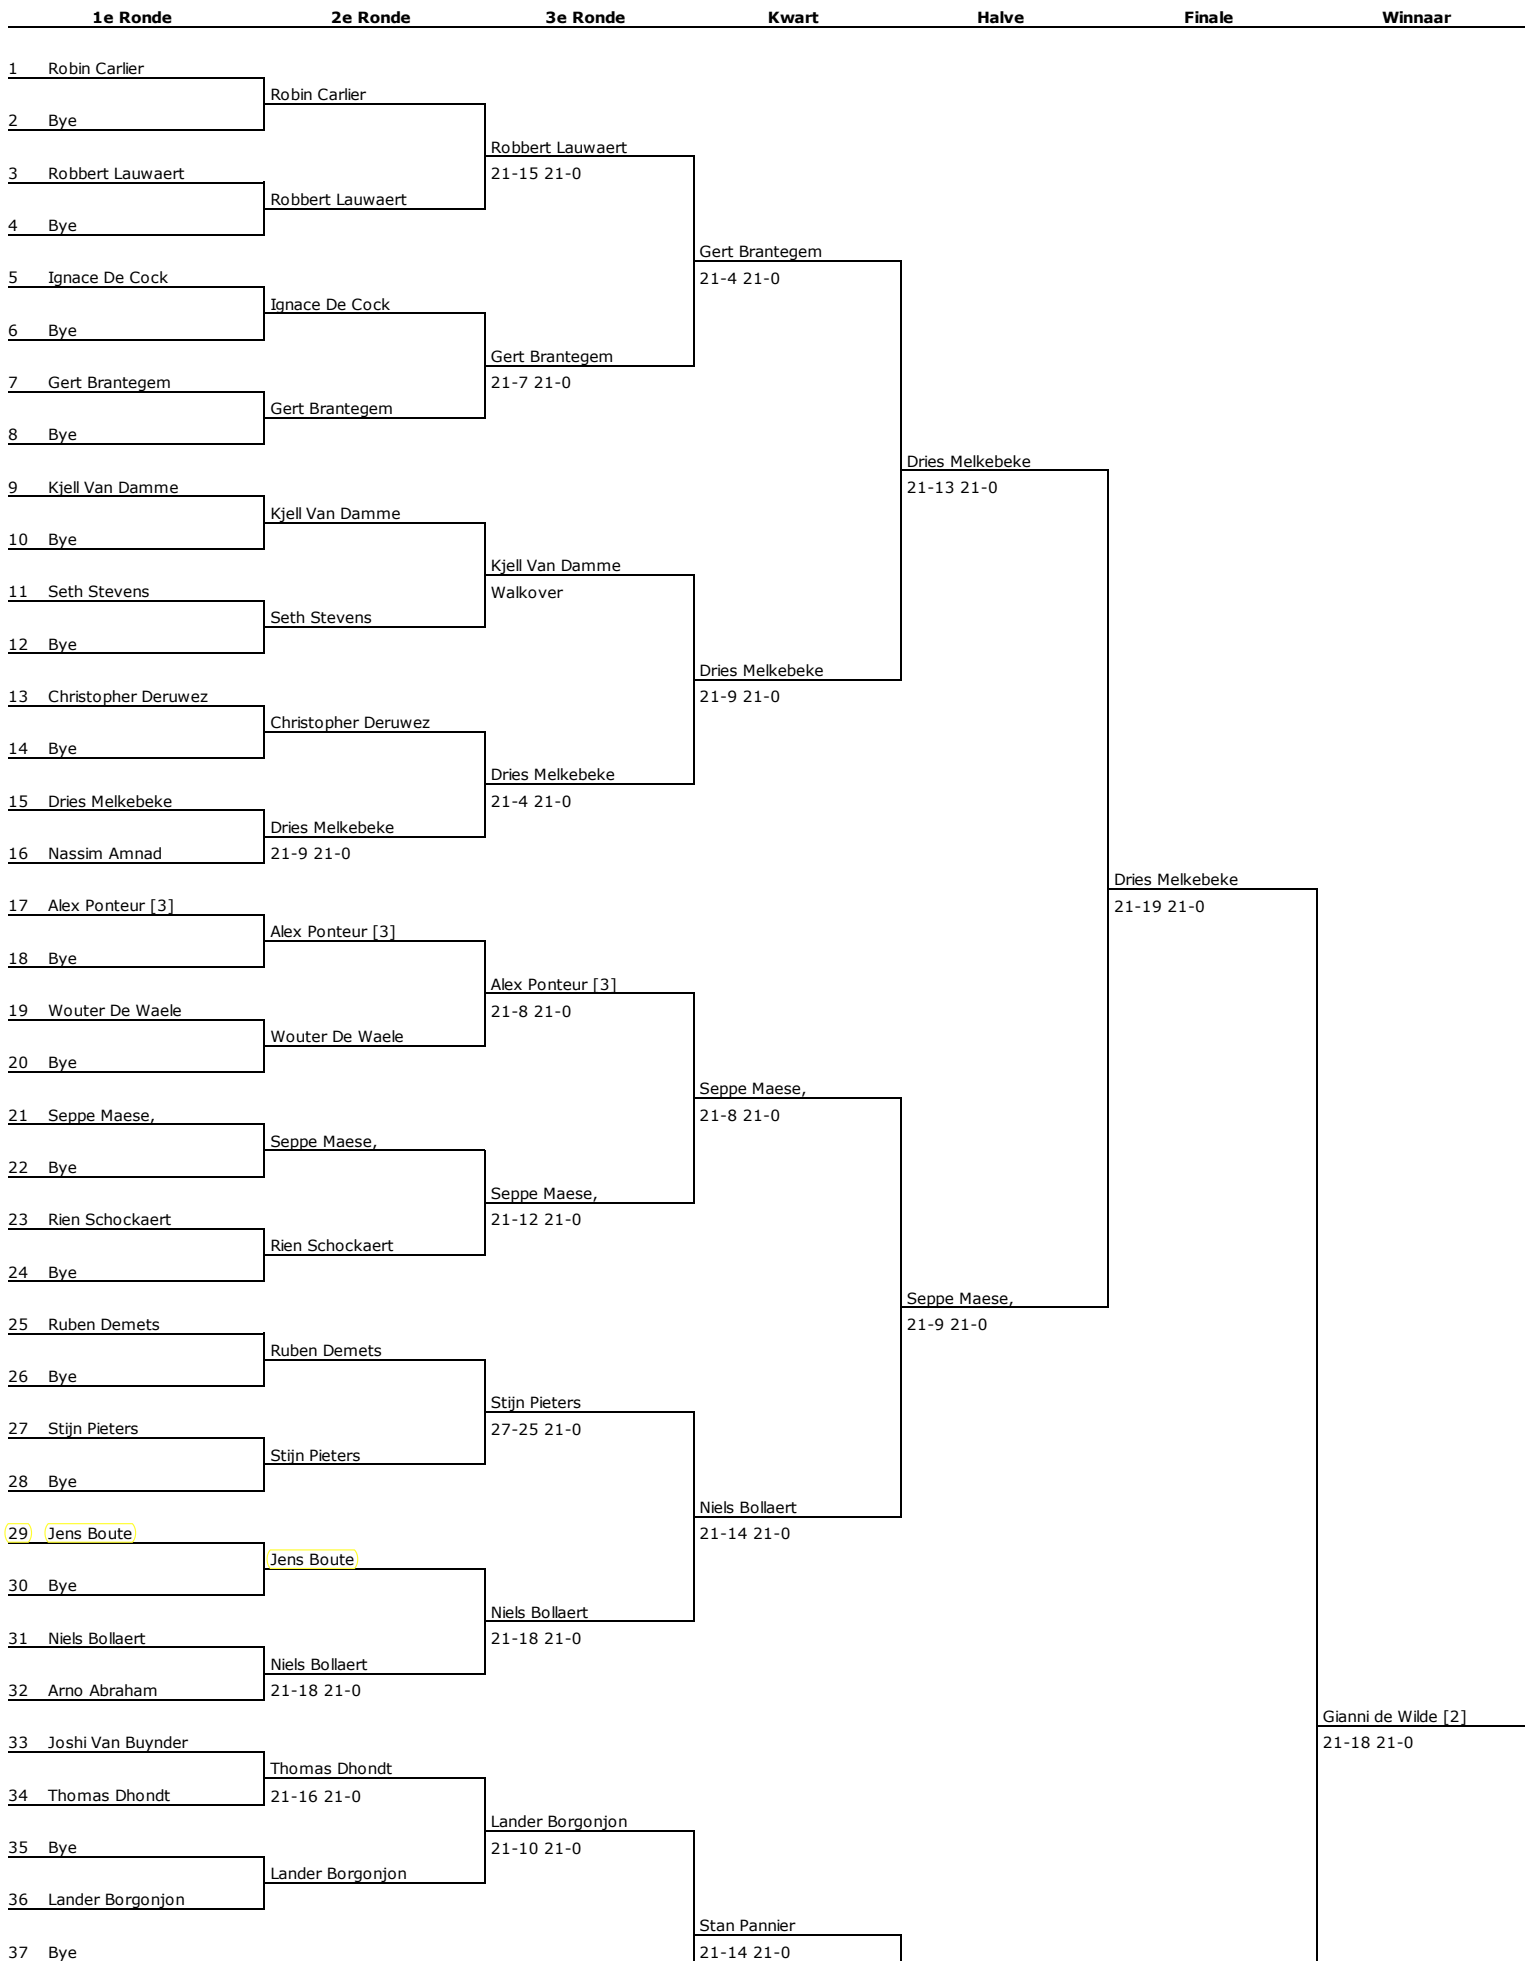 1e Ronde 2e Ronde 3e Ronde Kwart Halve Finale Winnaar
1 Robin Carlier
Robin Carlier
2 Bye
Robbert Lauwaert
3 Robbert Lauwaert 21-15 21-0
Robbert Lauwaert
4 Bye
Gert Brantegem
5 Ignace De Cock 21-4 21-0
Ignace De Cock
6 Bye
Gert Brantegem
7 Gert Brantegem 21-7 21-0
Gert Brantegem
8 Bye
Dries Melkebeke
9 Kjell Van Damme 21-13 21-0
Kjell Van Damme
10 Bye
Kjell Van Damme
11 Seth Stevens Walkover
Seth Stevens
12 Bye
Dries Melkebeke
13 Christopher Deruwez 21-9 21-0
Christopher Deruwez
14 Bye
Dries Melkebeke
15 Dries Melkebeke 21-4 21-0
Dries Melkebeke
16 Nassim Amnad 21-9 21-0
Dries Melkebeke
17 Alex Ponteur [3] 21-19 21-0
Alex Ponteur [3]
18 Bye
Alex Ponteur [3]
19 Wouter De Waele 21-8 21-0
Wouter De Waele
20 Bye
Seppe Maese,
21 Seppe Maese, 21-8 21-0
Seppe Maese,
22 Bye
Seppe Maese,
23 Rien Schockaert 21-12 21-0
Rien Schockaert
24 Bye
Seppe Maese,
25 Ruben Demets 21-9 21-0
Ruben Demets
26 Bye
Stijn Pieters
27 Stijn Pieters 27-25 21-0
Stijn Pieters
28 Bye
Niels Bollaert
29 Jens Boute 21-14 21-0
Jens Boute
30 Bye
Niels Bollaert
31 Niels Bollaert 21-18 21-0
Niels Bollaert
32 Arno Abraham 21-18 21-0
Gianni de Wilde [2]
33 Joshi Van Buynder 21-18 21-0
Thomas Dhondt
34 Thomas Dhondt 21-16 21-0
Lander Borgonjon
35 Bye 21-10 21-0
Lander Borgonjon
36 Lander Borgonjon
Stan Pannier
37 Bye 21-14 21-0